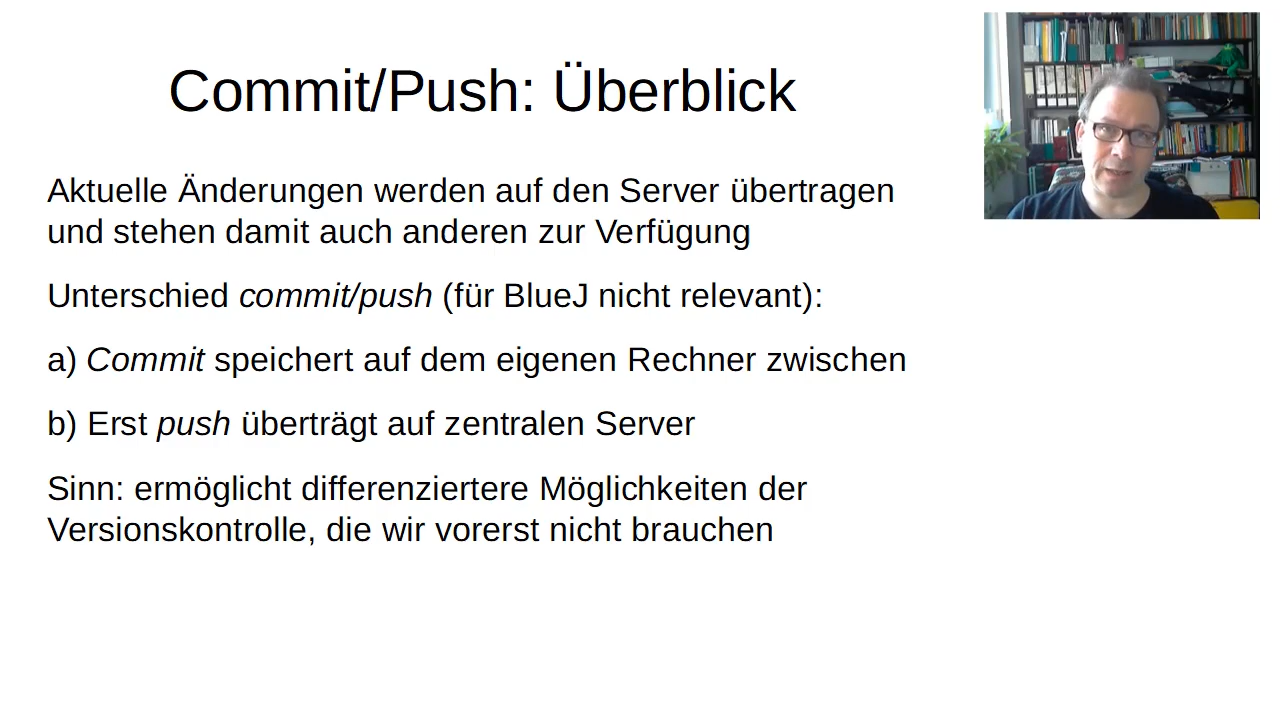 Commit/Push: Überblick
Aktuelle Änderungen werden auf den Server übertragen
und stehen damit auch anderen zur Verfügung
Unterschied commit/push (für BlueJ nicht relevant):
a) Commit speichert auf dem eigenen Rechner zwischen
b) Erst push überträgt auf zentralen Server
Sinn: ermöglicht differenziertere Möglichkeiten der
Versionskontrolle, die wir vorerst nicht brauchen